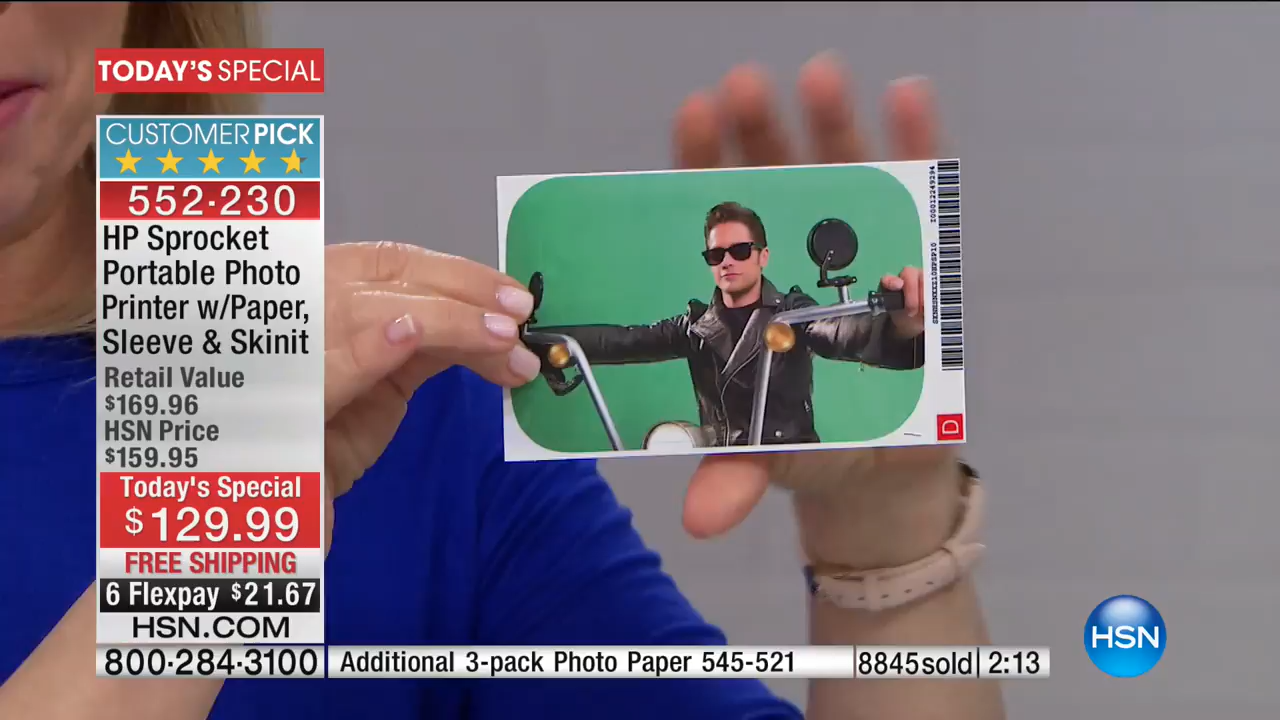 TODAY'S SPECIAL
CUSTOMER PICK
552·230
HP Sprocket
Portable Photo
Printer w/Paper,
Sleeve & Skinit
Retail Value
$169.96
HSN Price
$159.95
Today's Special
$129.99
FREE SHIPPING
6 Flexpay $21.67
HSN.COM
800·284·3100
Additional 3-pack Photo Paper 545-521
8845sold
2:13
D
HSN